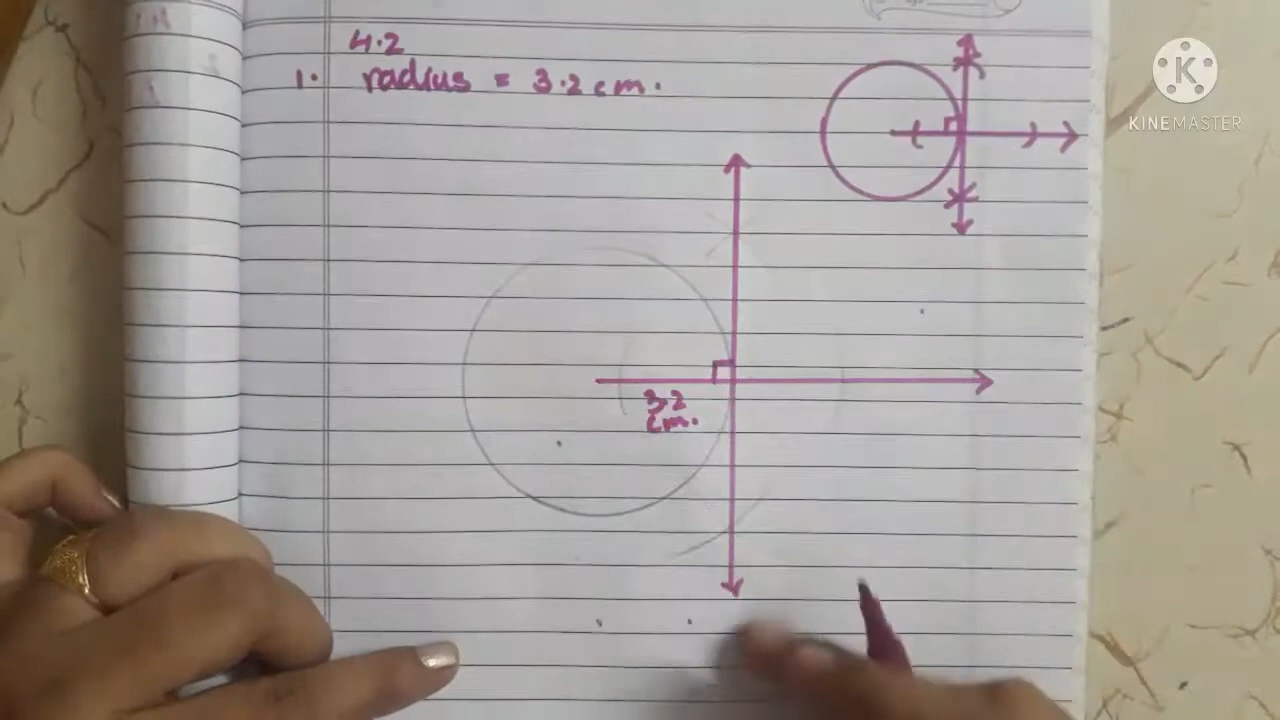 4.2
1. radius = 3.2 cm.
K
KINEMASTER
3.2
cm.